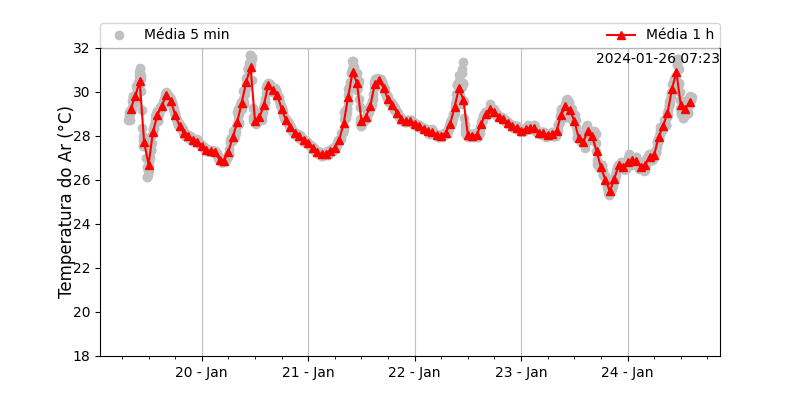 Média 5 min
Média 1 h
2024-01-26 07:23
Temperatura do Ar (°C)
32
30
28
26
24
22
20
18
20 - Jan
21 - Jan
22 - Jan
23 - Jan
24 - Jan